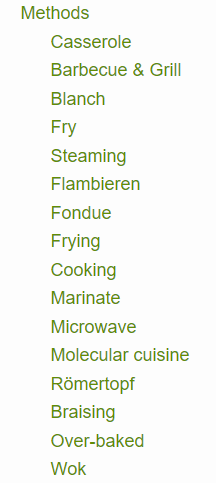 Methods
Casserole
Barbecue & Grill
Blanch
Fry
Steaming
Flambieren
Fondue
Frying
Cooking
Marinate
Microwave
Molecular cuisine
Römertopf
Braising
Over-baked
Wok